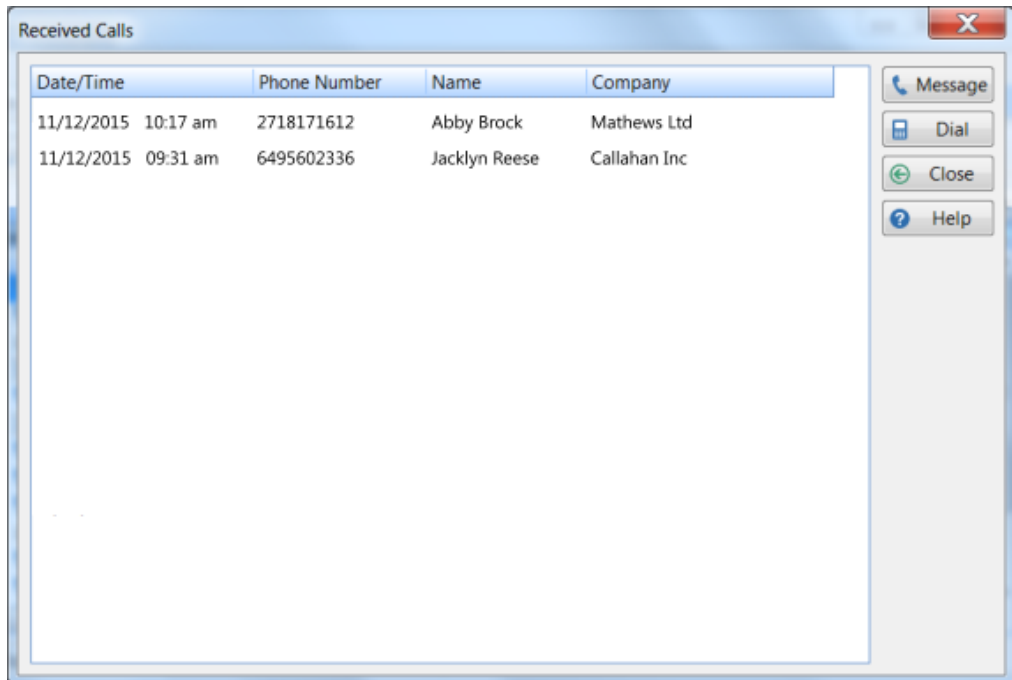 Received Calls
Date/Time Phone Number Name Company
11/12/2015 10:17 am 2718171612 Abby Brock Mathews Ltd
11/12/2015 09:31 am 6495602336 Jacklyn Reese Callahan Inc
Message
Dial
Close
Help